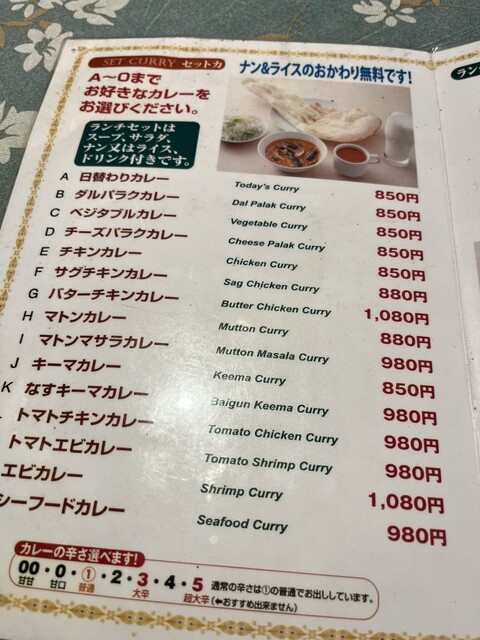 SET CURRY セットカ
A〜Oまで
お好きなカレーを
お選びください。
ランチセットは
スープ、サラダ、
ナン又はライス、
ドリンク付きです。
ナン&ライスのおかわり無料です!
A 日替わりカレー Today's Curry 850円
B ダルパラクカレー Dal Palak Curry 850円
C ベジタブルカレー Vegetable Curry 850円
D チーズパラクカレー Cheese Palak Curry 850円
E チキンカレー Chicken Curry 850円
F サグチキンカレー Sag Chicken Curry 880円
G バターチキンカレー Butter Chicken Curry 1,080円
H マトンカレー Mutton Curry 880円
I マトンマサラカレー Mutton Masala Curry 980円
J キーマカレー Keema Curry 850円
K なすキーマカレー Baigun Keema Curry 980円
トマトチキンカレー Tomato Chicken Curry 980円
トマトエビカレー Tomato Shrimp Curry 980円
エビカレー Shrimp Curry 1,080円
シーフードカレー Seafood Curry 980円
カレーの辛さ選べます!
00・0・①・2・3・4・5
甘甘 甘口 普通 大辛 超大辛
通常の辛さは①の普通でお出ししています。
(⬅おすすめ出来ません)
ラン